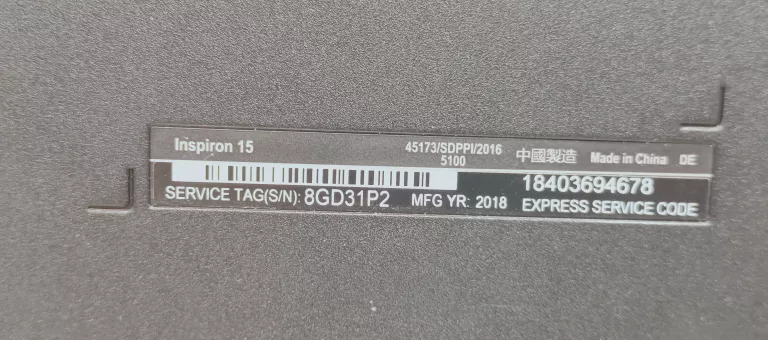 Inspiron 15 45173/SDPPI/2016 中國製造 Made in China DE
5100
18403694678
SERVICE TAG(S/N): 8GD31P2 MFG YR: 2018 EXPRESS SERVICE CODE